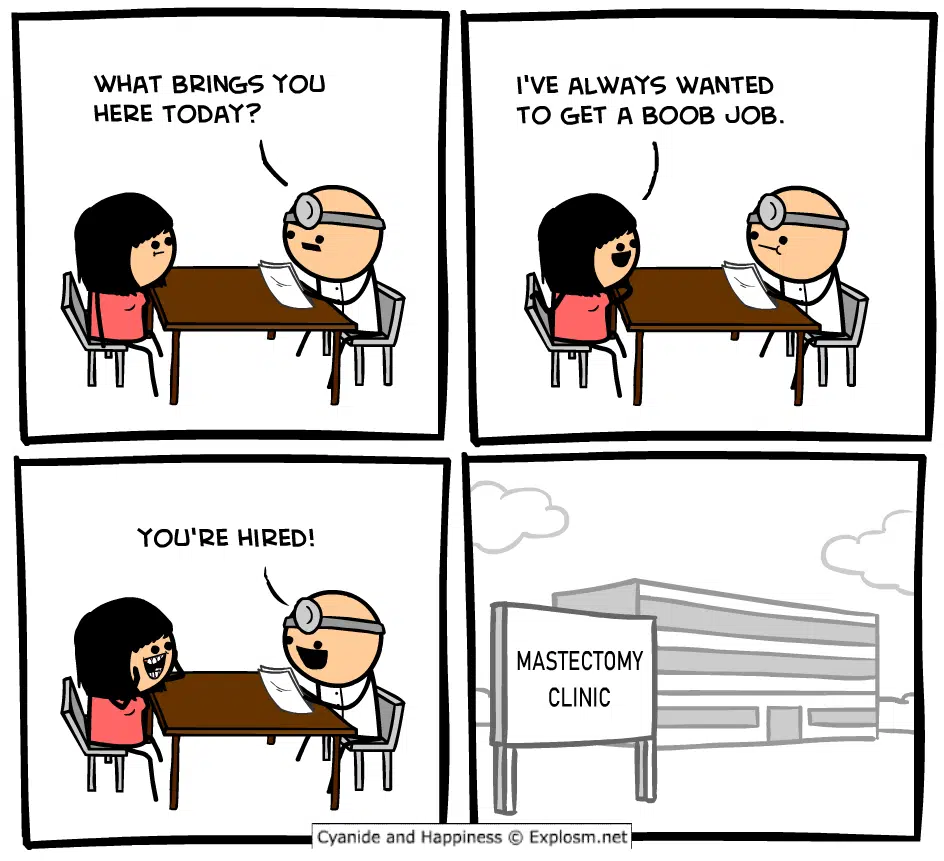 WHAT BRINGS YOU
HERE TODAY?
I'VE ALWAYS WANTED
TO GET A BOOB JOB.
YOU'RE HIRED!
MASTECTOMY
CLINIC
Cyanide and Happiness © Explosm.net